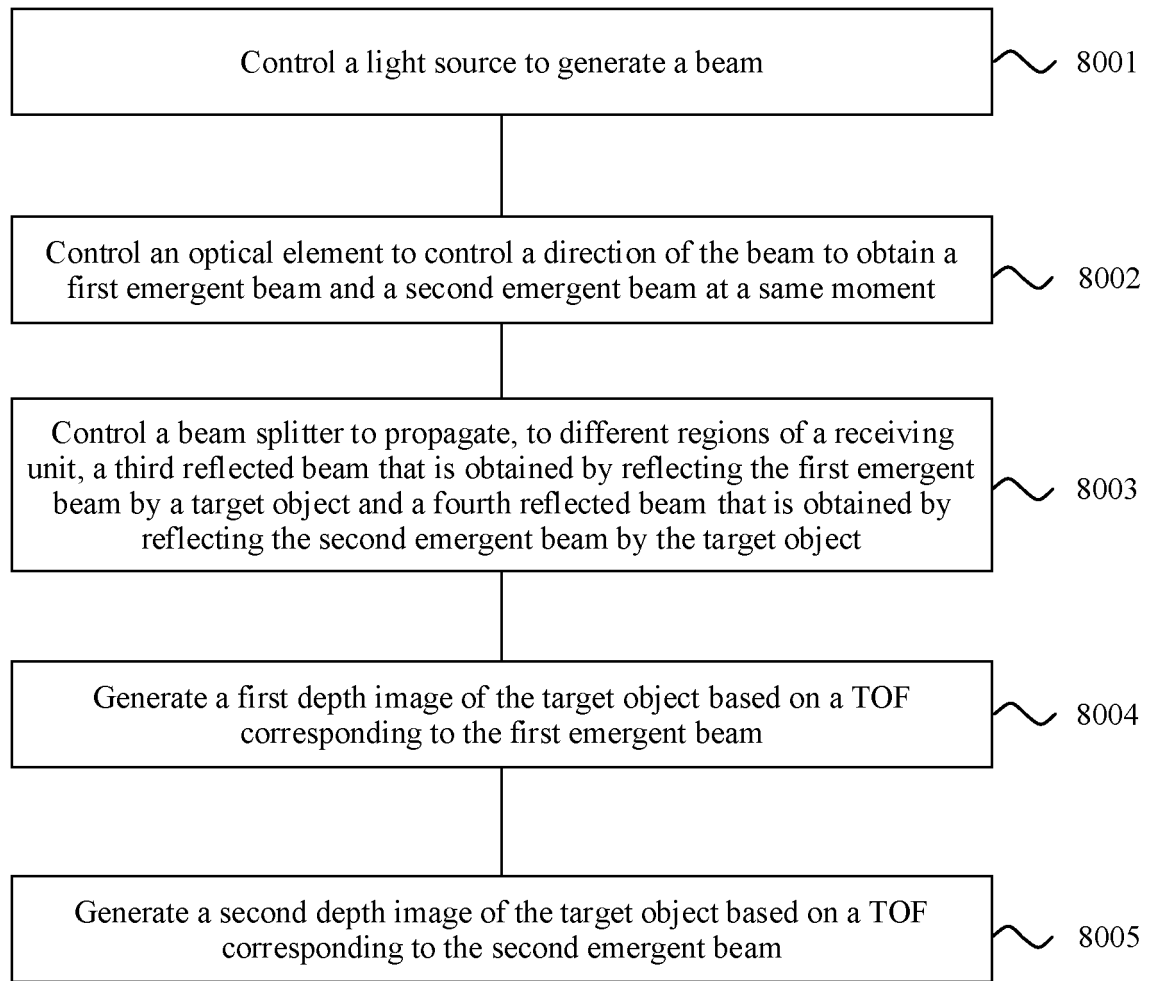 Control a light source to generate a beam
8001
Control an optical element to control a direction of the beam to obtain a
first emergent beam and a second emergent beam at a same moment
8002
Control a beam splitter to propagate, to different regions of a receiving
unit, a third reflected beam that is obtained by reflecting the first emergent
beam by a target object and a fourth reflected beam that is obtained by
reflecting the second emergent beam by the target object
8003
Generate a first depth image of the target object based on a TOF
corresponding to the first emergent beam
8004
Generate a second depth image of the target object based on a TOF
corresponding to the second emergent beam
8005